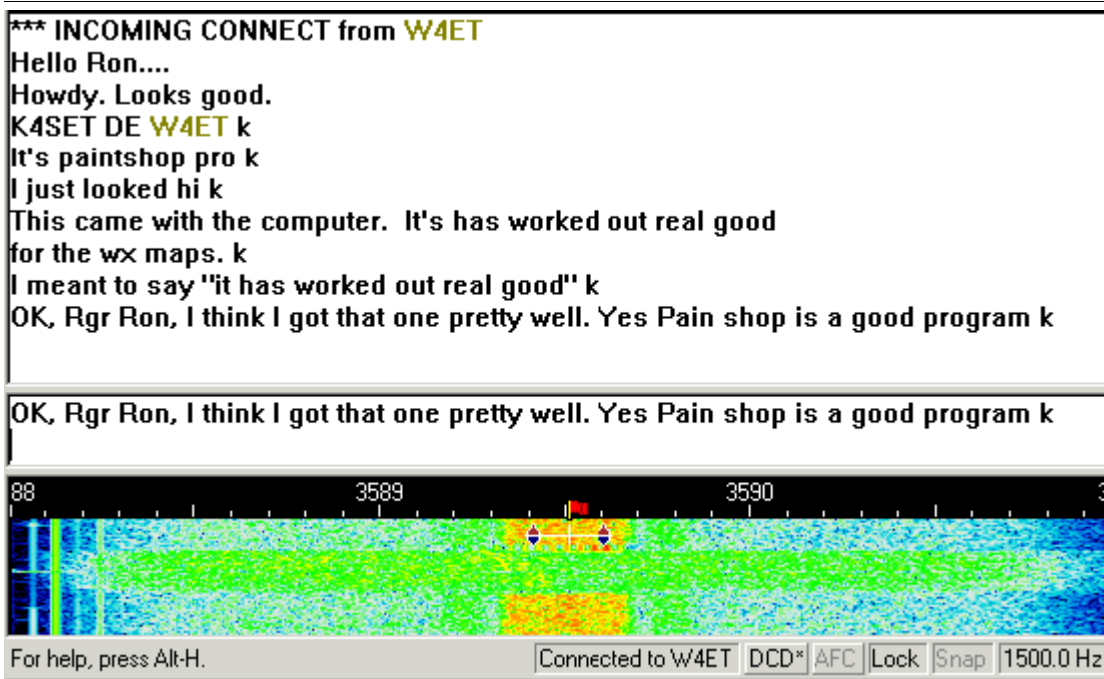 *** INCOMING CONNECT from W4ET
Hello Ron....
Howdy. Looks good.
K4SET DE W4ET k
It's paintshop pro k
I just looked hi k
This came with the computer.  It's has worked out real good
for the wx maps. k
I meant to say "it has worked out real good" k
OK, Rgr Ron, I think I got that one pretty well. Yes Pain shop is a good program k
OK, Rgr Ron, I think I got that one pretty well. Yes Pain shop is a good program k
88 3589 3590 3
For help, press Alt-H. Connected to W4ET DCD* AFC Lock Snap 1500.0 Hz